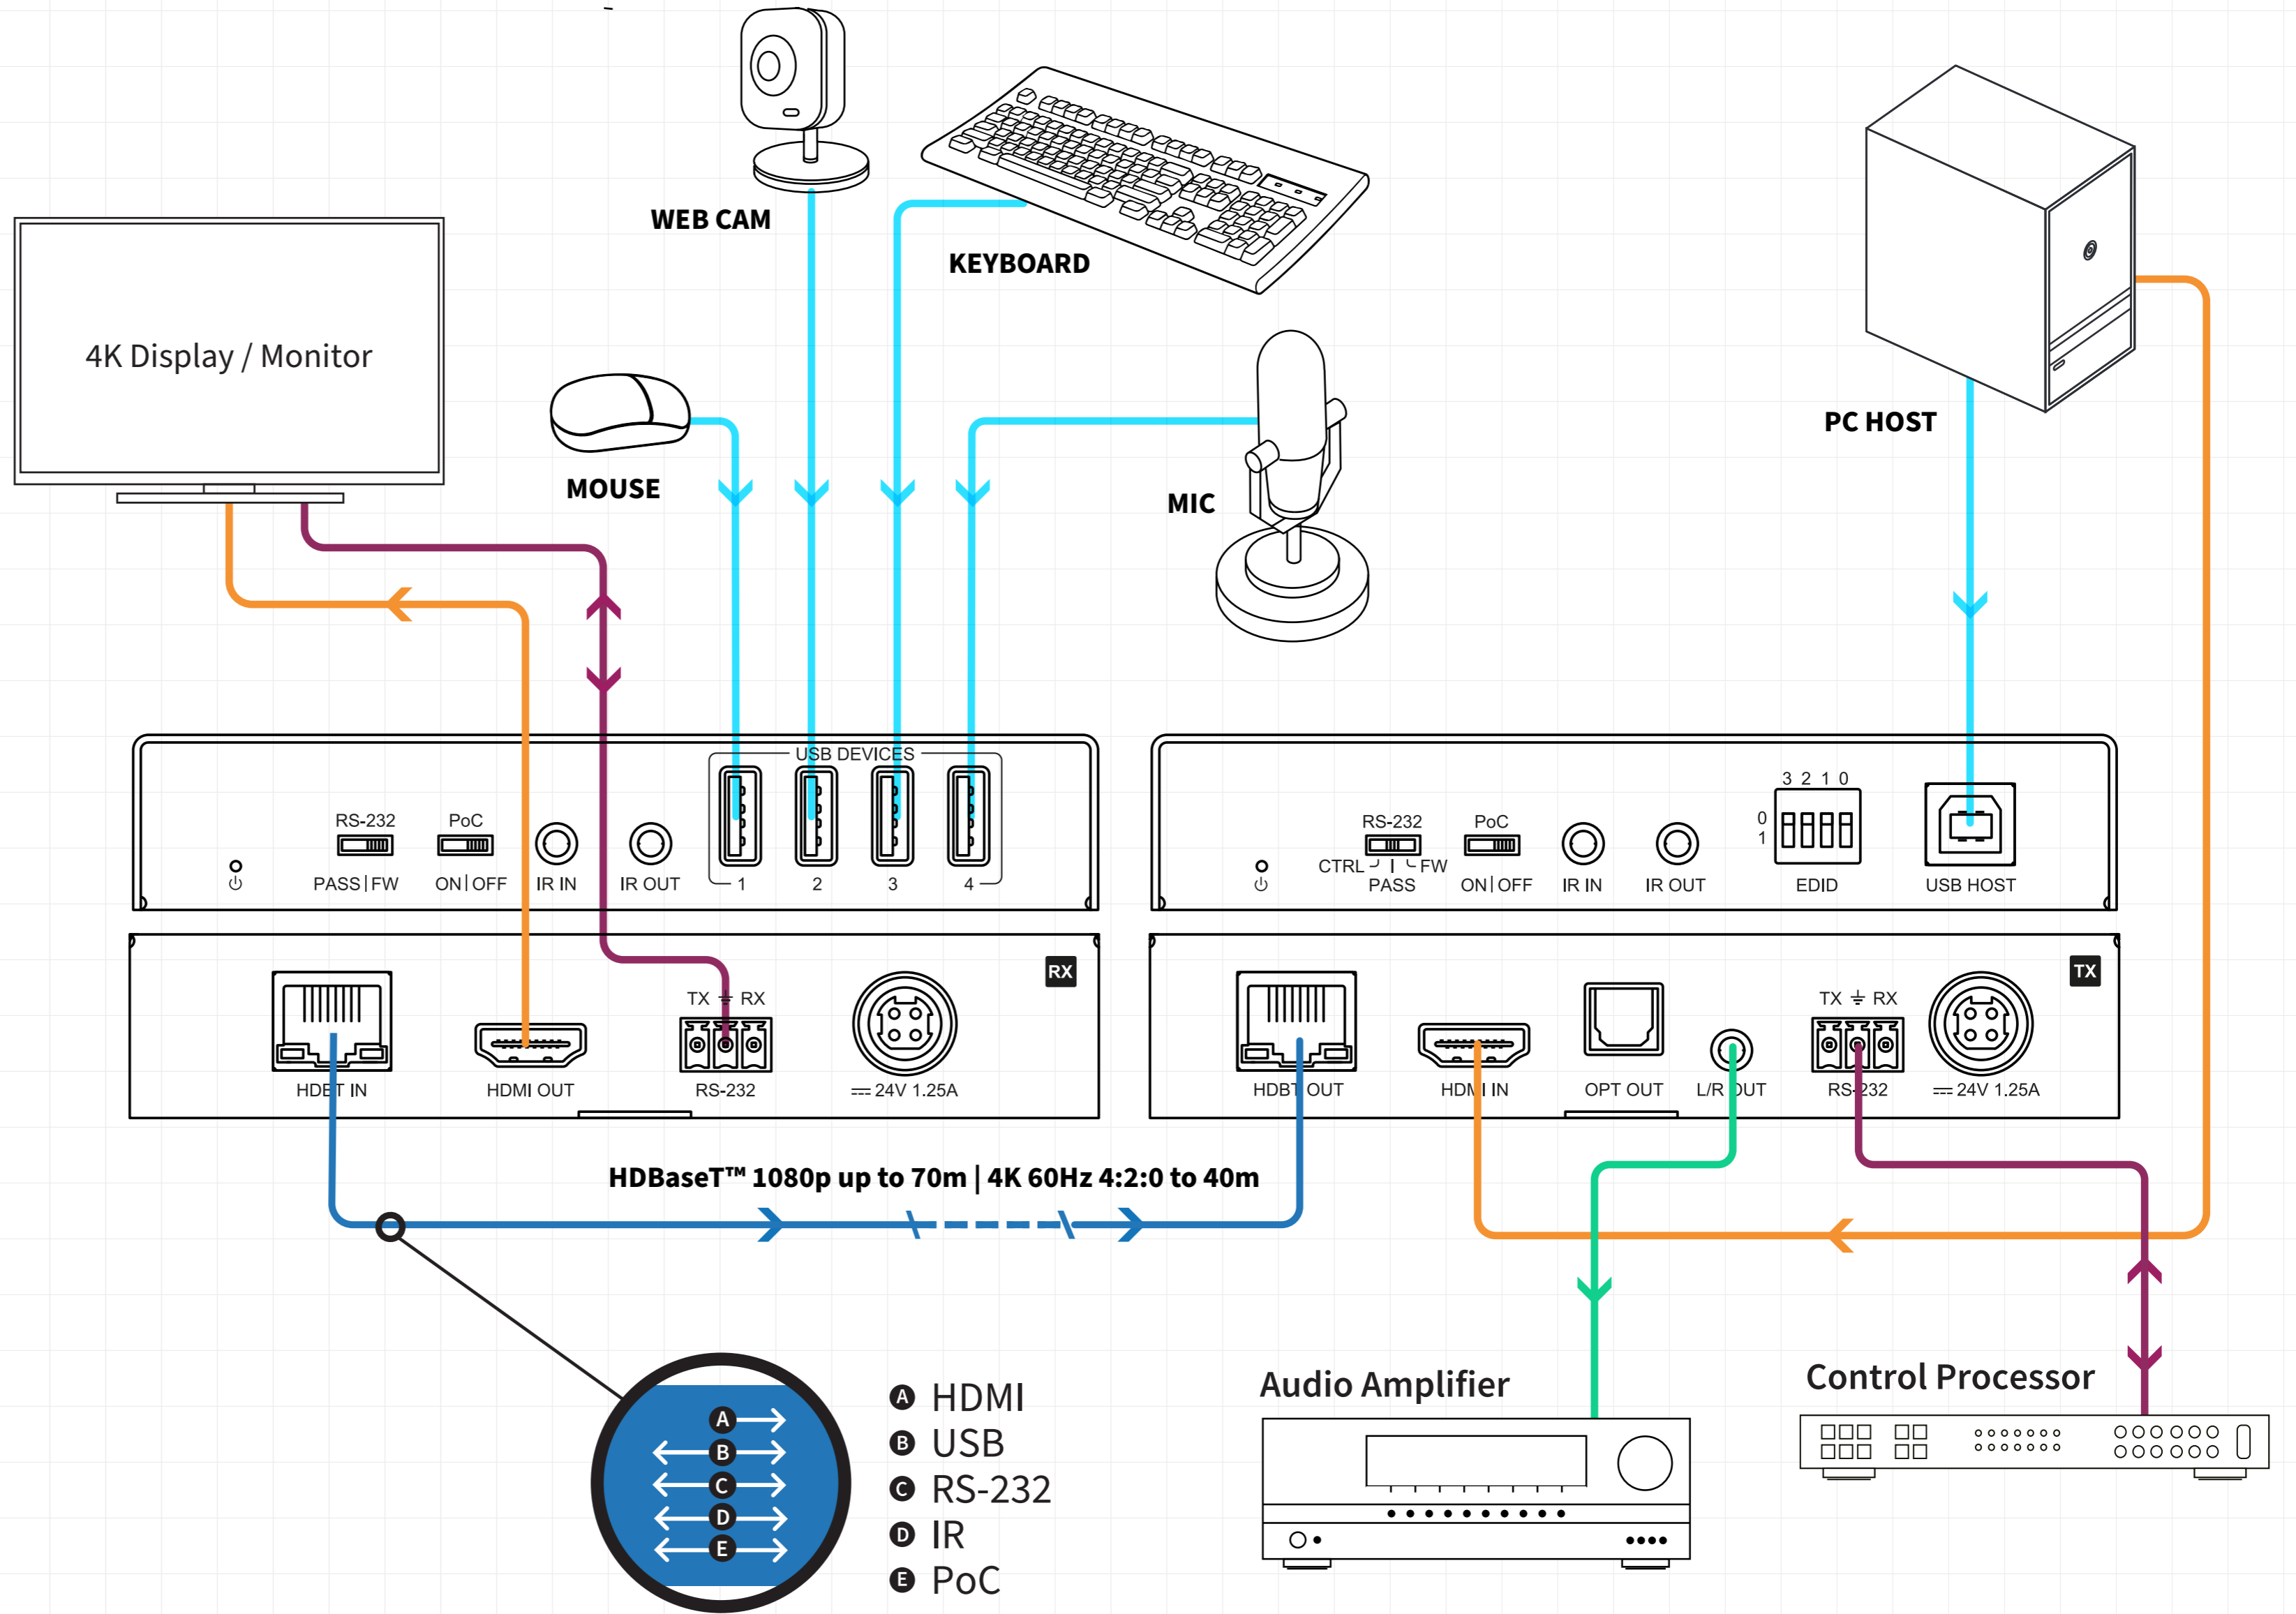 WEB CAM
KEYBOARD
4K Display / Monitor
MOUSE
MIC
PC HOST
USB DEVICES
RS-232
PoC
PASS|FW
ON|OFF
IR IN
IR OUT
1
2
3
4
3 2 1 0
0
1
RS-232
PoC
CTRL
FW
PASS
ON|OFF
IR IN
IR OUT
EDID
USB HOST
RX
TX RX
HDBT IN
HDMI OUT
RS-232
24V 1.25A
TX
TX RX
HDBT OUT
HDMI IN
OPT OUT
L/R OUT
RS-232
24V 1.25A
HDBaseT™ 1080p up to 70m | 4K 60Hz 4:2:0 to 40m
A
B
C
D
E
A HDMI
B USB
C RS-232
D IR
E PoC
Audio Amplifier
Control Processor